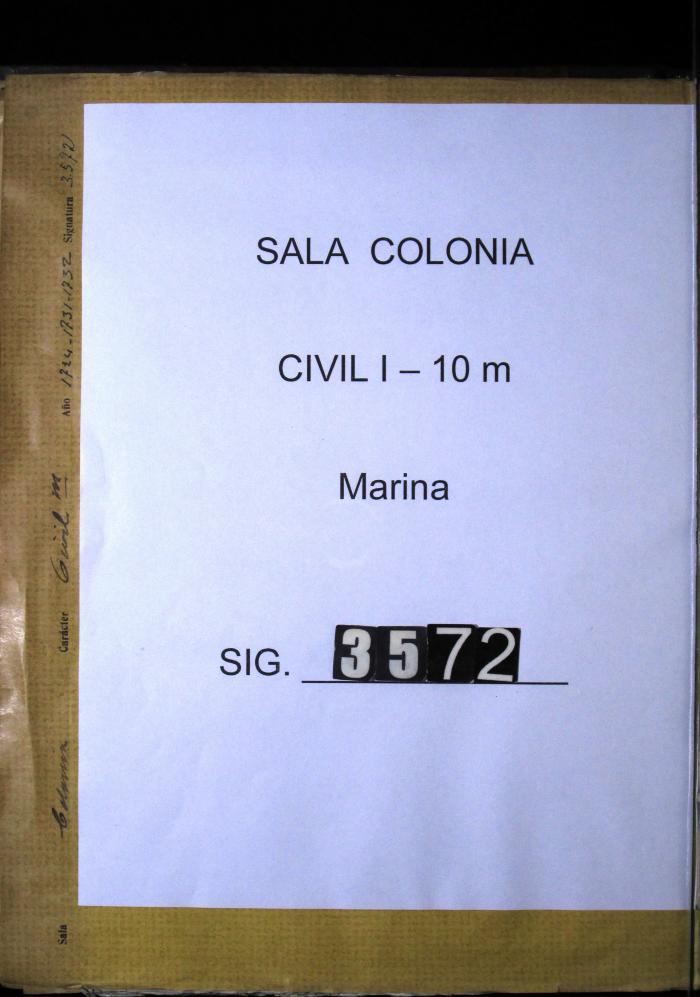 SALA COLONIA
CIVIL I – 10 m
Marina
SIG. 3572
Sala Colonia Carácter Civil m Año 1724-1731-1732 Signatura 3572